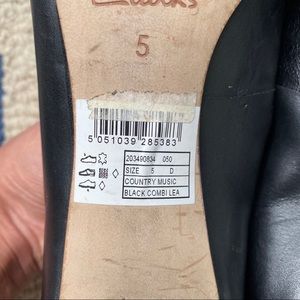 Clarks
5
5 051039 285383
203490834 050
SIZE 5 D
COUNTRY MUSIC
BLACK COMBI LEA